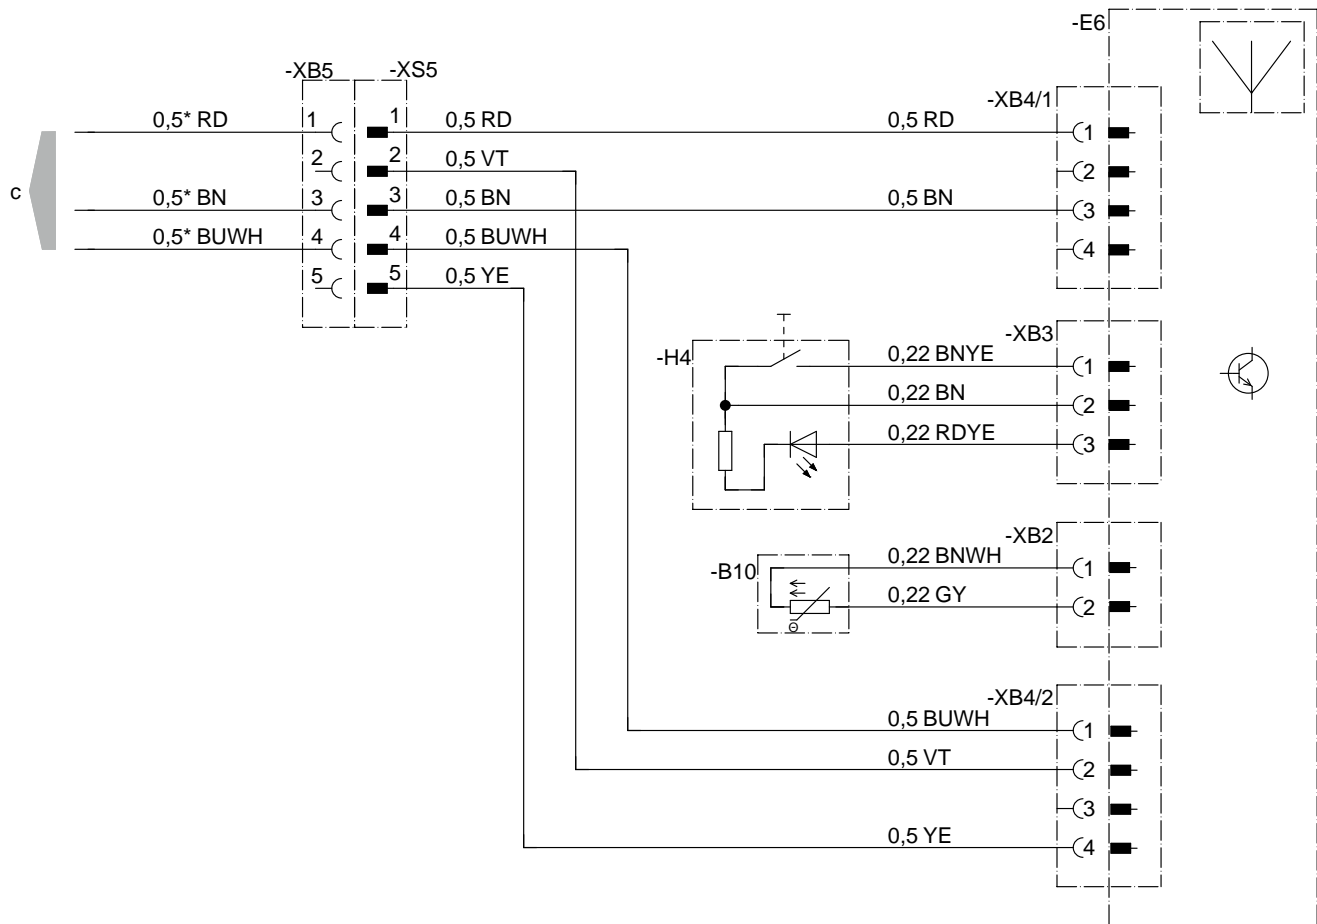 -E6
-XB5 -XS5
-XB4/1
0,5* RD 1 1 0,5 RD 0,5 RD 1
2 2 0,5 VT 2
c
0,5* BN 3 3 0,5 BN 0,5 BN 3
0,5* BUWH 4 4 0,5 BUWH 4
5 5 0,5 YE
-XB3
-H4
0,22 BNYE 1
0,22 BN 2
0,22 RDYE 3
-XB2
-B10
0,22 BNWH 1
0,22 GY 2
Θ
-XB4/2
0,5 BUWH 1
0,5 VT 2
3
0,5 YE 4